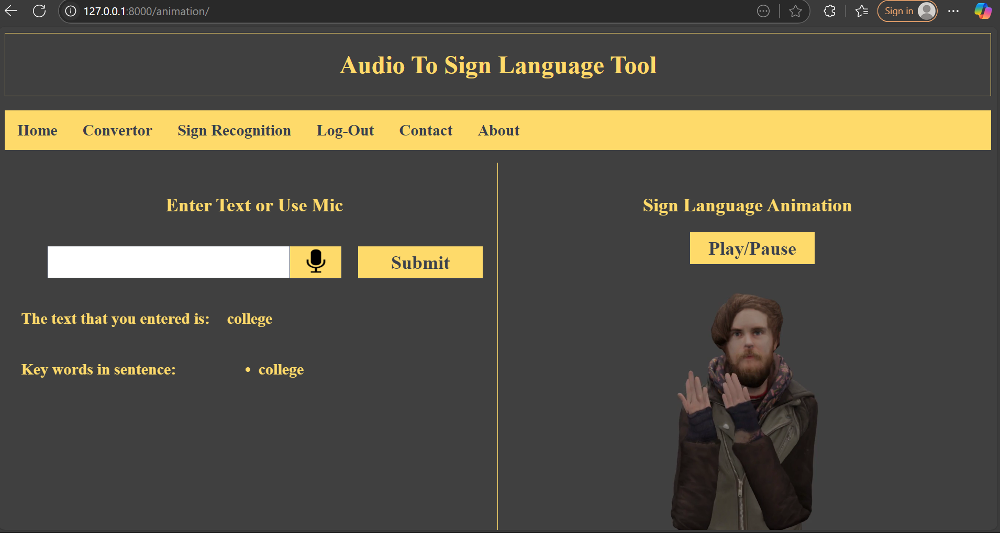 127.0.0.1:8000/animation/
Sign in
Audio To Sign Language Tool
Home Convertor Sign Recognition Log-Out Contact About
Enter Text or Use Mic
Submit
The text that you entered is: college
Key words in sentence: • college
Sign Language Animation
Play/Pause